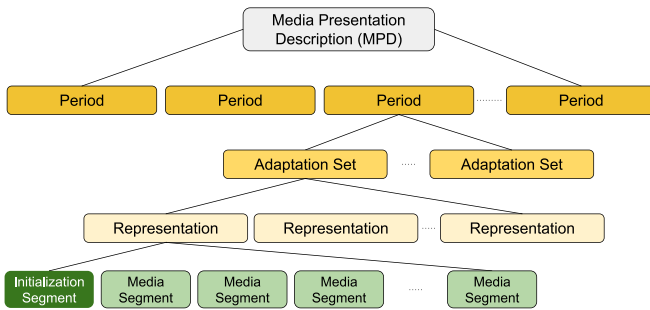 Media Presentation
Description (MPD)
Period Period Period ......... Period
Adaptation Set ..... Adaptation Set
Representation Representation ..... Representation
Initialization Segment Media Segment Media Segment Media Segment ..... Media Segment